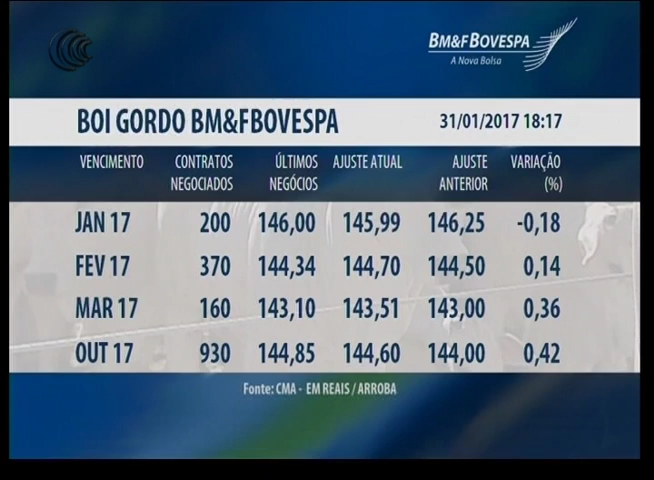 BM&FBOVESPA
A Nova Bolsa
BOI GORDO BM&FBOVESPA 31/01/2017 18:17
VENCIMENTO CONTRATOS NEGOCIADOS ÚLTIMOS NEGÓCIOS AJUSTE ATUAL AJUSTE ANTERIOR VARIAÇÃO (%)
JAN 17 200 146,00 145,99 146,25 -0,18
FEV 17 370 144,34 144,70 144,50 0,14
MAR 17 160 143,10 143,51 143,00 0,36
OUT 17 930 144,85 144,60 144,00 0,42
Fonte: CMA - EM REAIS / ARROBA